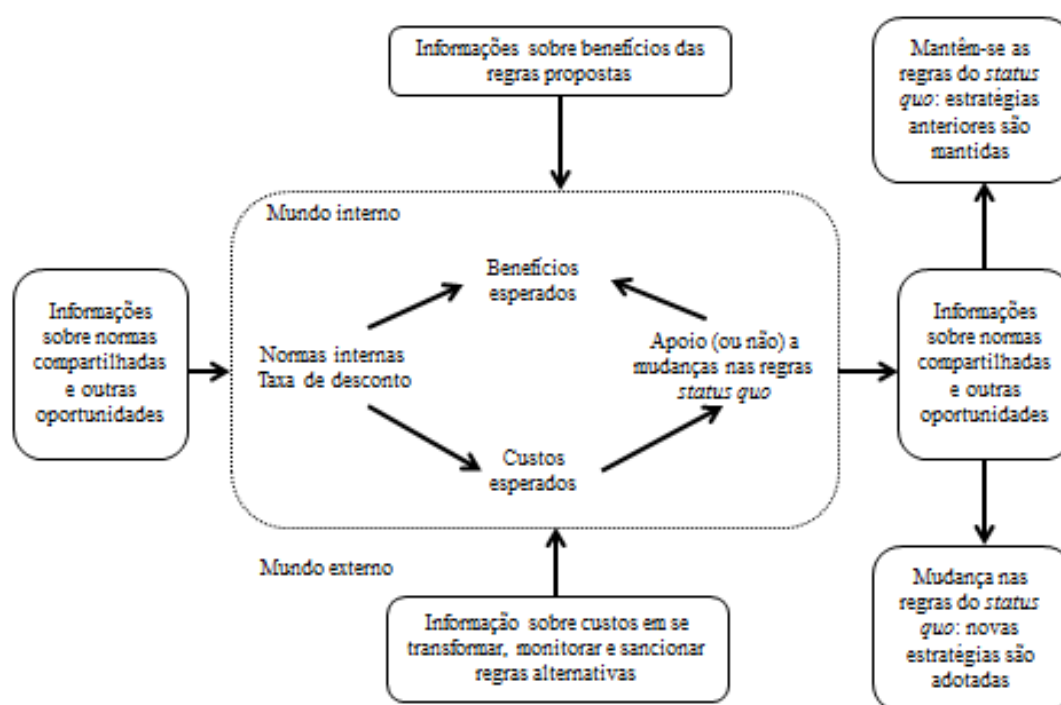 Informações sobre benefícios das
regras propostas
Mantêm-se as
regras do status
quo: estratégias
anteriores são
mantidas
Mundo interno
Benefícios
esperados
Informações
sobre normas
compartilhadas
e outras
oportunidades
Normas internas
Taxa de desconto
Apoio (ou não) a
mudanças nas regras
status quo
Informações
sobre normas
compartilhadas
e outras
oportunidades
Custos
esperados
Mundo externo
Informação sobre custos em se
transformar, monitorar e sancionar
regras alternativas
Mudança nas
regras do status
quo: novas
estratégias são
adotadas